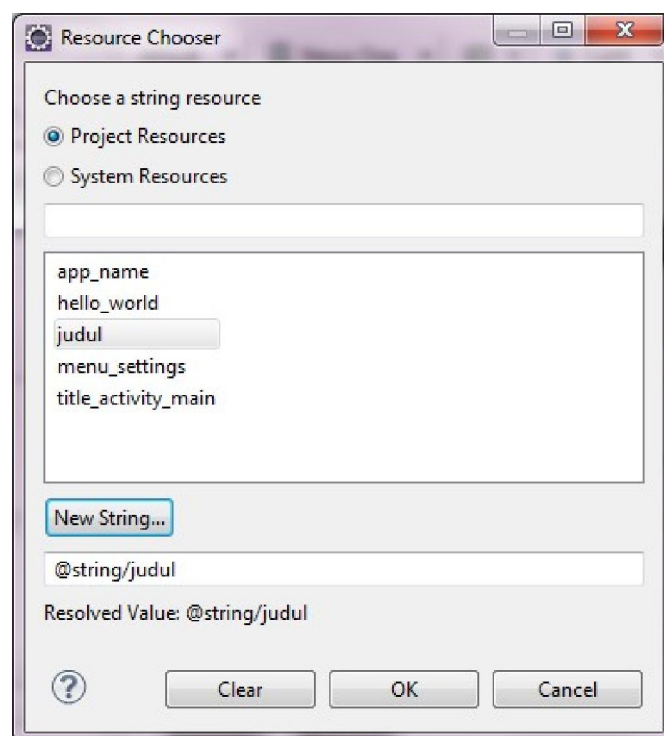 Resource Chooser
Choose a string resource
Project Resources
System Resources
app_name
hello_world
judul
menu_settings
title_activity_main
New String...
@string/judul
Resolved Value: @string/judul
Clear
OK
Cancel